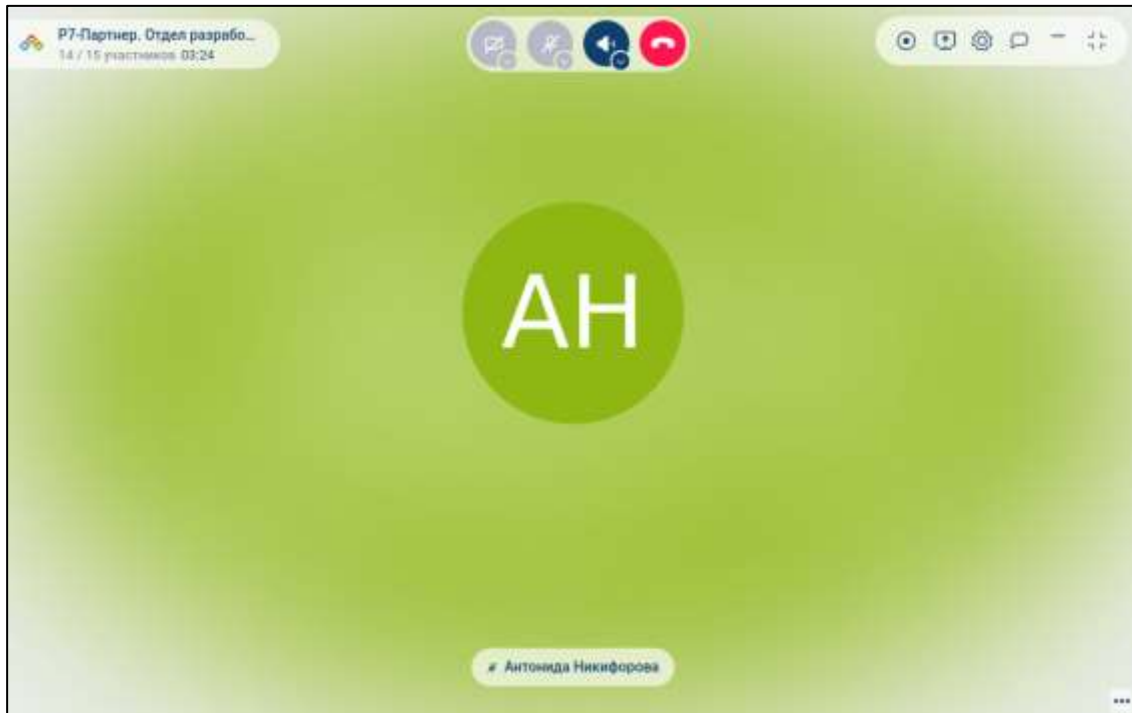 Р7-Партнер. Отдел разрабо...
14 / 15 участников 03:24
АН
Антонида Никифорова